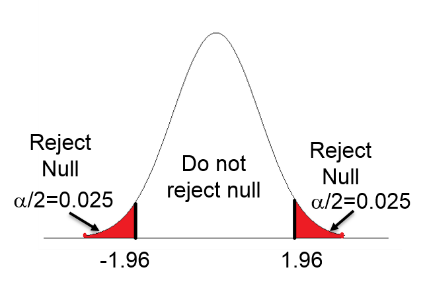 Reject
Null
α/2=0.025
Do not
reject null
Reject
Null
α/2=0.025
-1.96
1.96